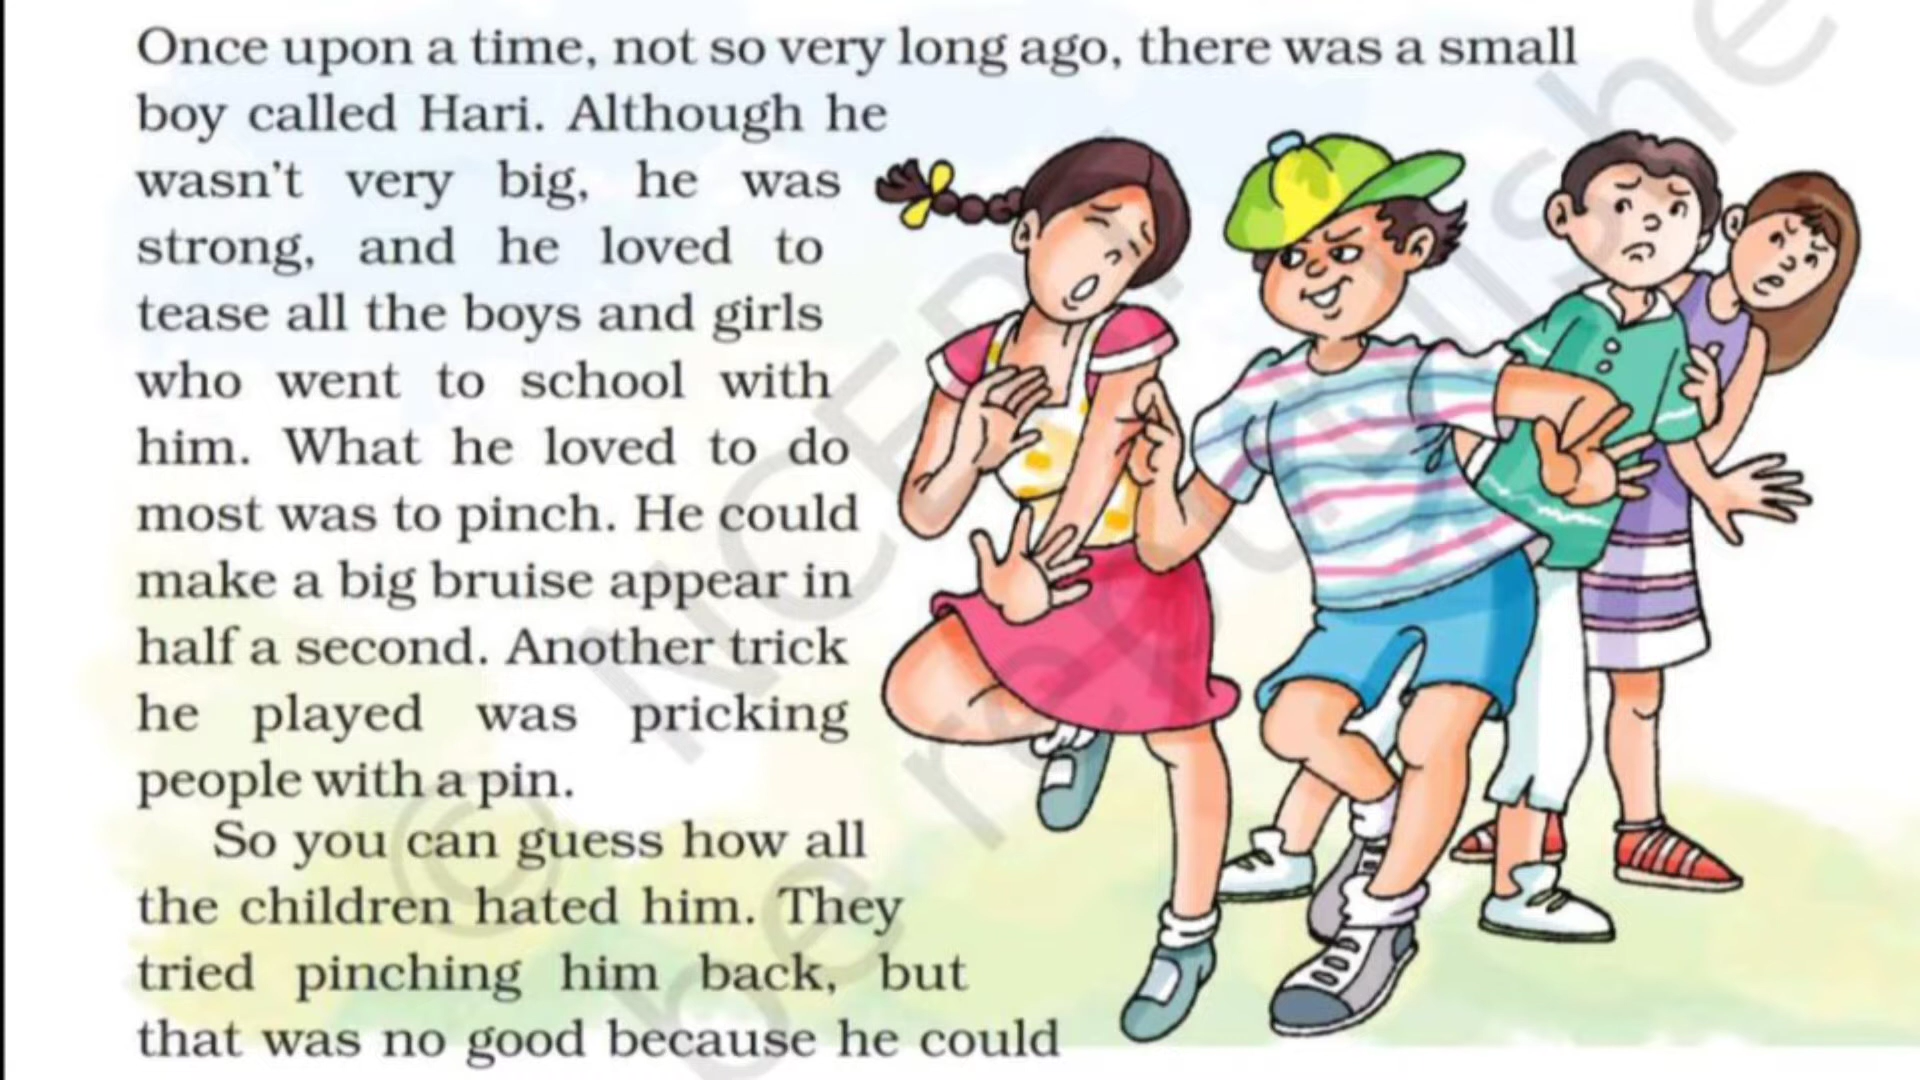 Once upon a time, not so very long ago, there was a small
boy called Hari. Although he
wasn't very big, he was
strong, and he loved to
tease all the boys and girls
who went to school with
him. What he loved to do
most was to pinch. He could
make a big bruise appear in
half a second. Another trick
he played was pricking
people with a pin.
So you can guess how all
the children hated him. They
tried pinching him back, but
that was no good because he could